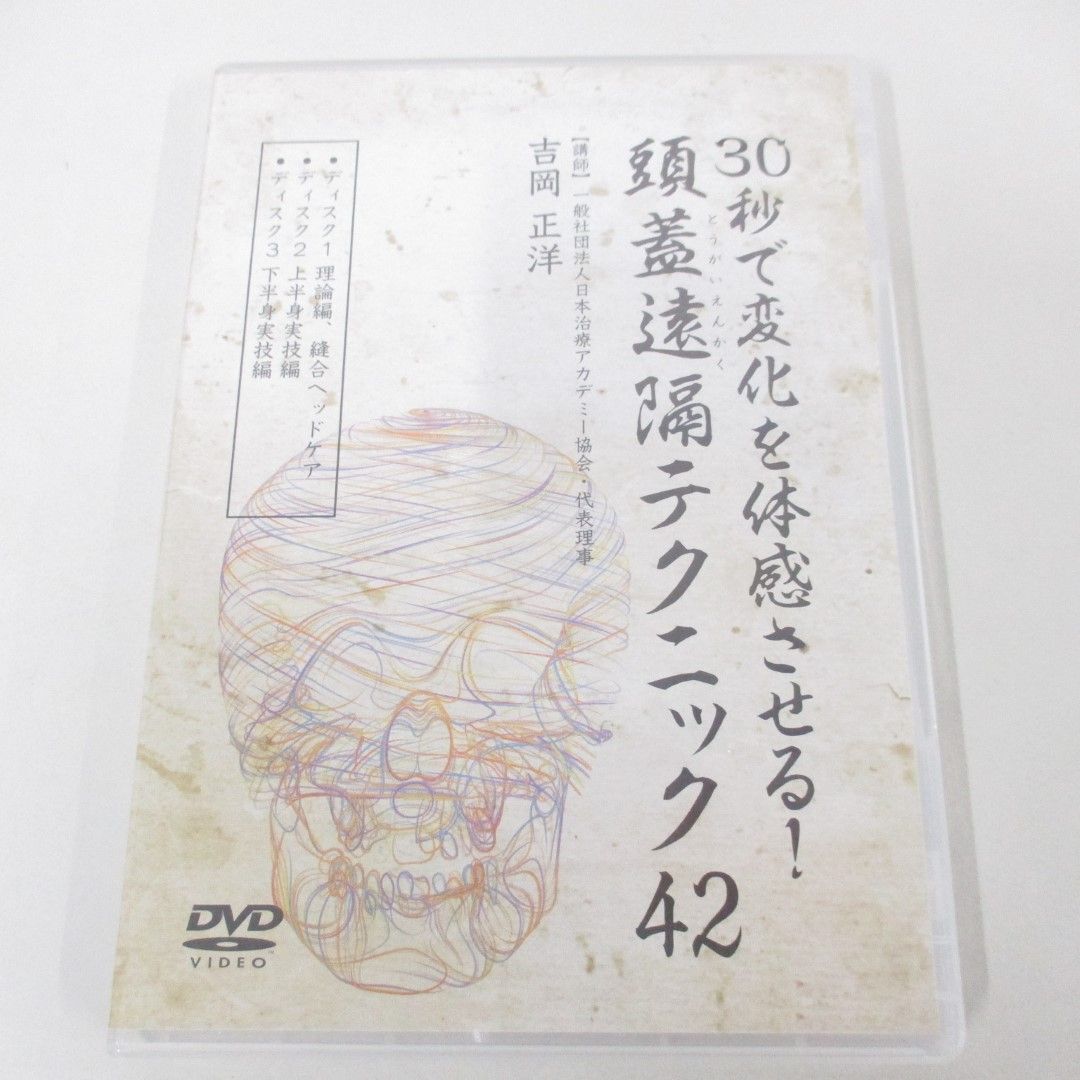 30秒で変化を体感させる!
頭蓋遠隔テクニック42
とうがいえんかく
【講師】一般社団法人日本治療アカデミー協会・代表理事
吉岡 正洋
●ディスク1 理論編、縫合ヘッドケア
●ディスク2 上半身実技編
●ディスク3 下半身実技編
DVD
VIDEO